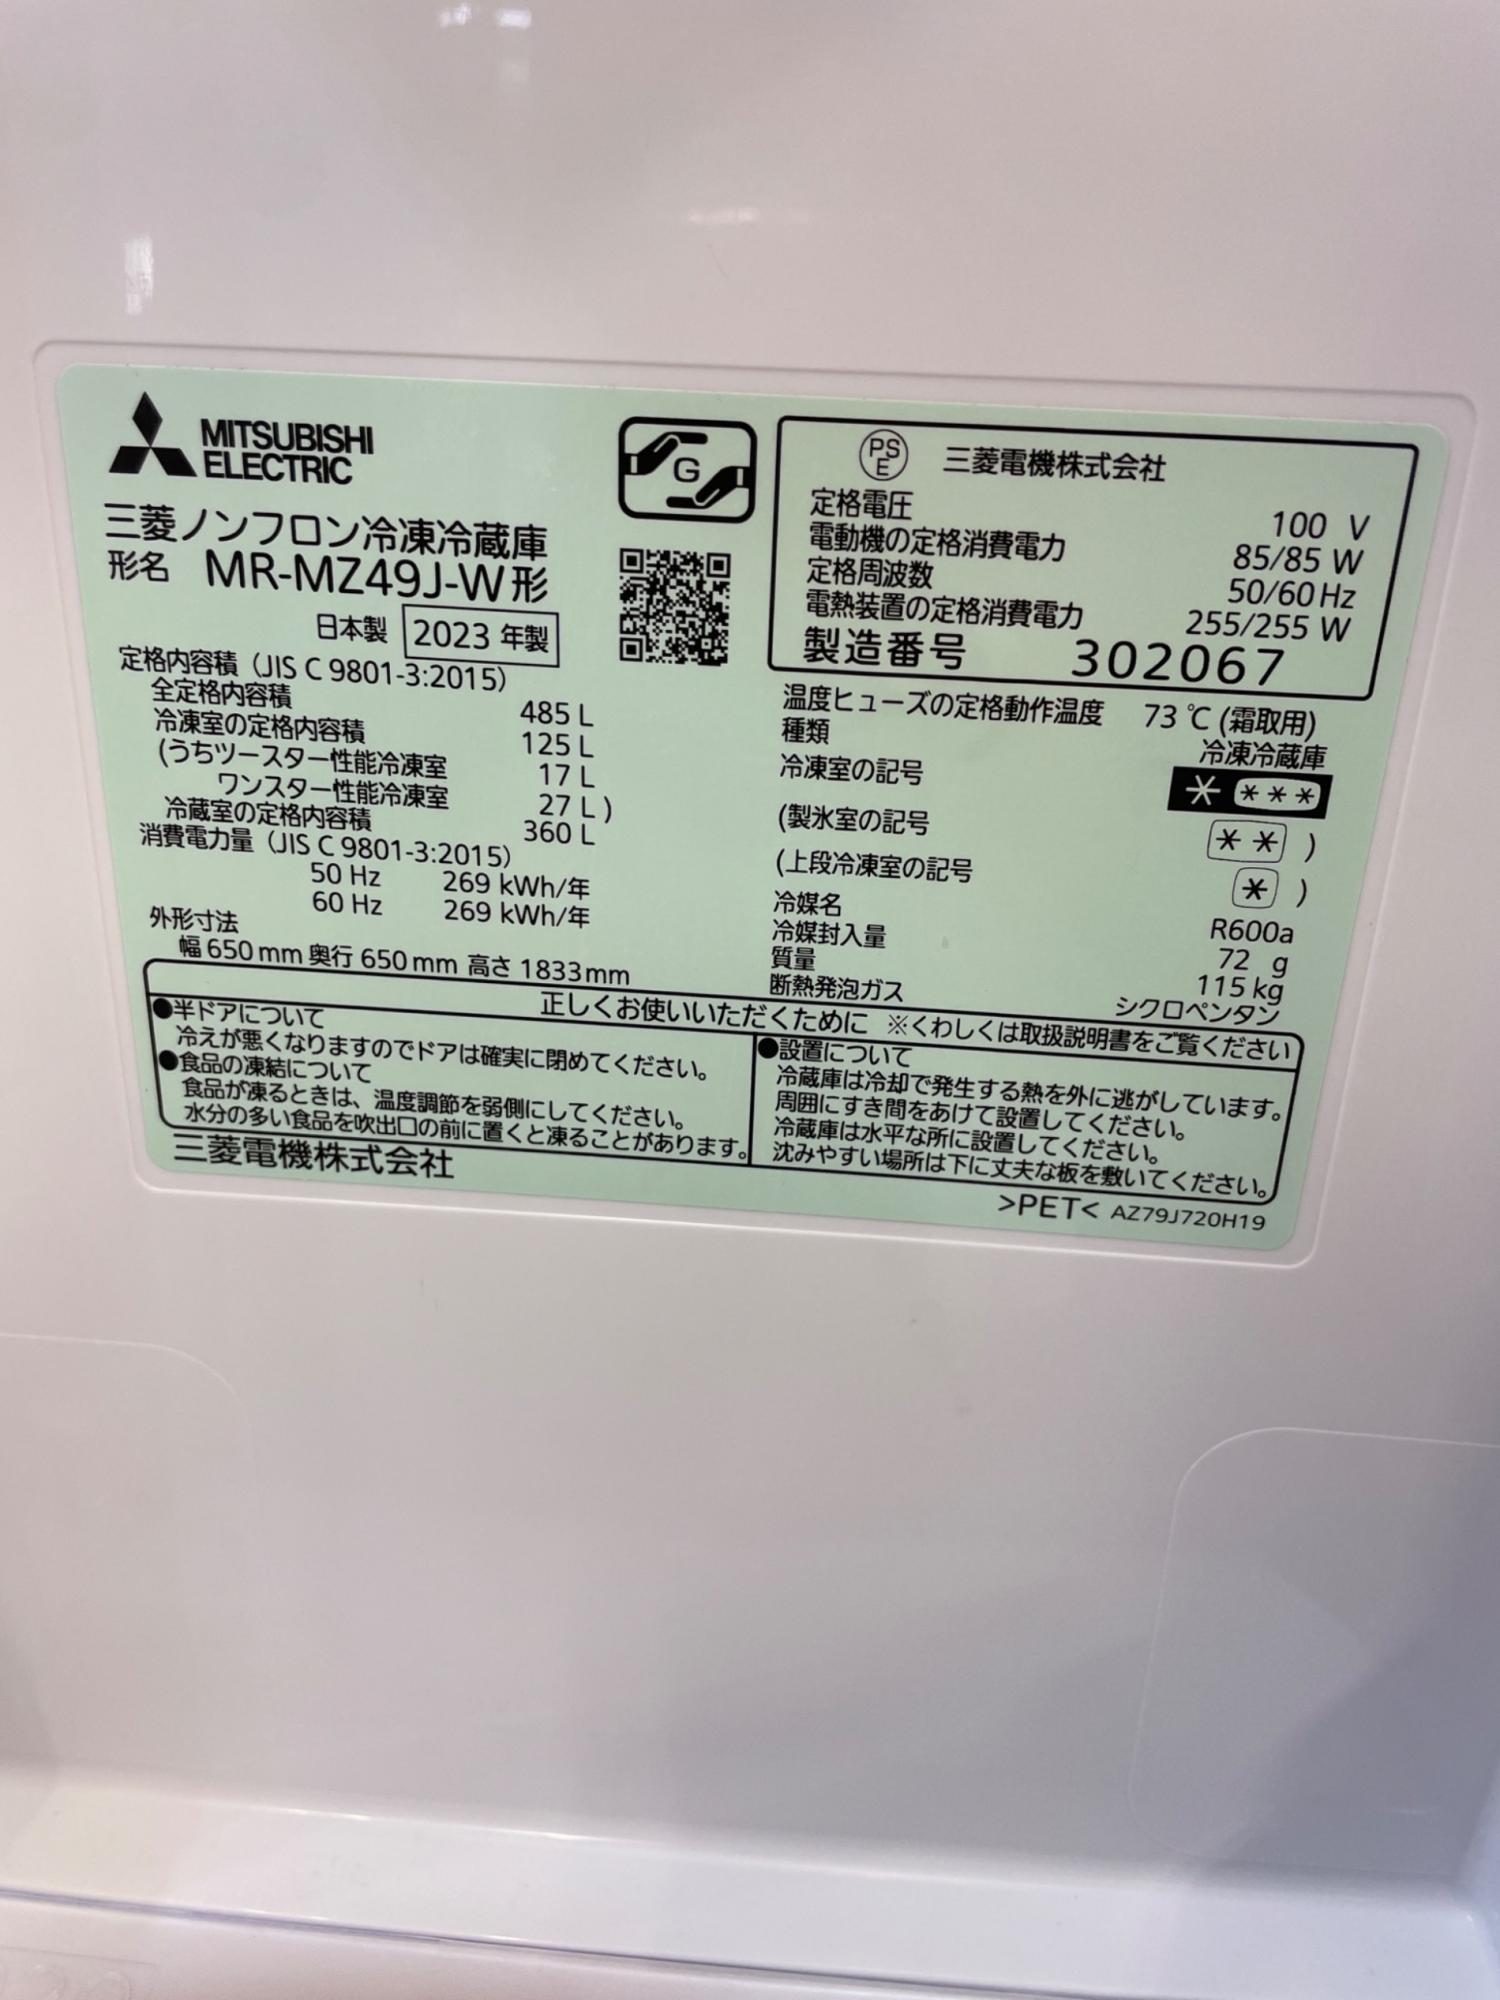 MITSUBISHI
ELECTRIC
三菱ノンフロン冷凍冷蔵庫
形名 MR-MZ49J-W形
日本製 2023 年製
定格内容積（JIS C 9801-3:2015）
全定格内容積 485 L
冷凍室の定格内容積 125 L
(うちツースター性能冷凍室 17 L
ワンスター性能冷凍室 27 L )
冷蔵室の定格内容積 360 L
消費電力量（JIS C 9801-3:2015）
50 Hz 269 kWh/年
60 Hz 269 kWh/年
外形寸法
幅 650 mm 奥行 650 mm 高さ 1833 mm
G
PS
E
三菱電機株式会社
定格電圧 100 V
電動機の定格消費電力 85/85 W
定格周波数 50/60 Hz
電熱装置の定格消費電力 255/255 W
製造番号 302067
温度ヒューズの定格動作温度 73 ℃ (霜取用)
種類 冷凍冷蔵庫
冷凍室の記号 * ***
(製氷室の記号 ** )
(上段冷凍室の記号 * )
冷媒名 R600a
冷媒封入量 72 g
質量 115 kg
断熱発泡ガス シクロペンタン
正しくお使いいただくために ※くわしくは取扱説明書をご覧ください
●半ドアについて
冷えが悪くなりますのでドアは確実に閉めてください。
●食品の凍結について
食品が凍るときは、温度調節を弱側にしてください。
水分の多い食品を吹出口の前に置くと凍ることがあります。
●設置について
冷蔵庫は冷却で発生する熱を外に逃がしています。
周囲にすき間をあけて設置してください。
冷蔵庫は水平な所に設置してください。
沈みやすい場所は下に丈夫な板を敷いてください。
三菱電機株式会社
>PET< AZ79J720H19